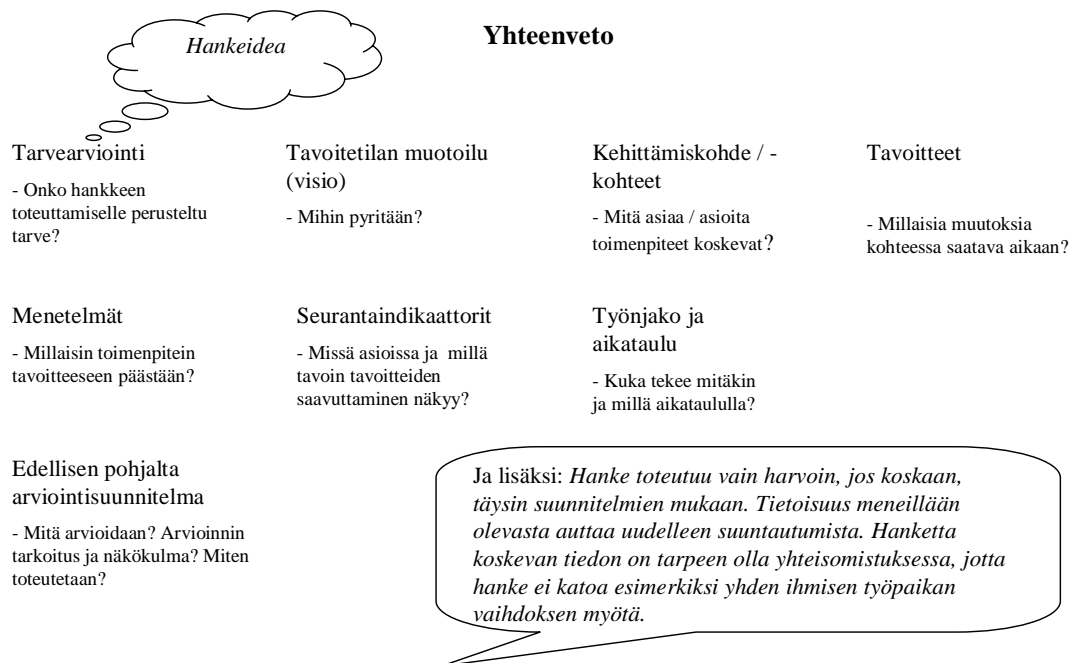 Hankeidea
Yhteenveto
Tarvearviointi
- Onko hankkeen
toteuttamiselle perusteltu
tarve?
Tavoitetilan muotoilu
(visio)
- Mihin pyritään?
Kehittämiskohde / -
kohteet
- Mitä asiaa / asioita
toimenpiteet koskevat?
Tavoitteet
- Millaisia muutoksia
kohteessa saatava aikaan?
Menetelmät
- Millaisin toimenpitein
tavoitteeseen päästään?
Seurantaindikaattorit
- Missä asioissa ja millä
tavoin tavoitteiden
saavuttaminen näkyy?
Työnjako ja
aikataulu
- Kuka tekee mitäkin
ja millä aikataululla?
Edellisen pohjalta
arviointisuunnitelma
- Mitä arvioidaan? Arvioinnin
tarkoitus ja näkökulma? Miten
toteutetaan?
Ja lisäksi: Hanke toteutuu vain harvoin, jos koskaan,
täysin suunnitelmien mukaan. Tietoisuus meneillään
olevasta auttaa uudelleen suuntautumista. Hanketta
koskevan tiedon on tarpeen olla yhteisomistuksessa, jotta
hanke ei katoa esimerkiksi yhden ihmisen työpaikan
vaihdoksen myötä.